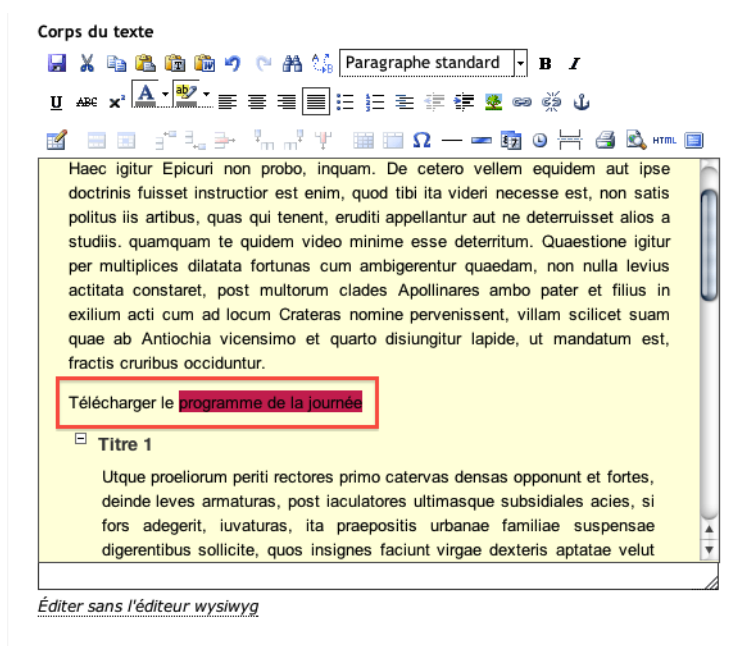 Corps du texte
Paragraphe standard B I
U ABC x² A ab
Ω HTML
Haec igitur Epicuri non probo, inquam. De cetero vellem equidem aut ipse
doctrinis fuisset instructior est enim, quod tibi ita videri necesse est, non satis
politus iis artibus, quas qui tenent, eruditi appellantur aut ne deterruisset alios a
studiis. quamquam te quidem video minime esse deterritum. Quaestione igitur
per multiplices dilatata fortunas cum ambigerentur quaedam, non nulla levius
actitata constaret, post multorum clades Apollinares ambo pater et filius in
exilium acti cum ad locum Crateras nomine pervenissent, villam scilicet suam
quae ab Antiochia vicensimo et quarto disiungitur lapide, ut mandatum est,
fractis cruribus occiduntur.
Télécharger le programme de la journée
Titre 1
Utque proeliorum periti rectores primo catervas densas opponunt et fortes,
deinde leves armaturas, post iaculatores ultimasque subsidiales acies, si
fors adegerit, iuvaturas, ita praepositis urbanae familiae suspensae
digerentibus sollicite, quos insignes faciunt virgae dexteris aptatae velut
Éditer sans l'éditeur wysiwyg